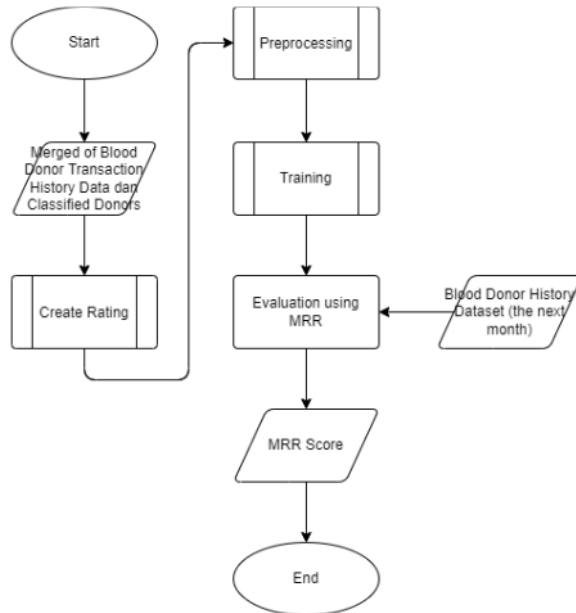 Start
Merged of Blood
Donor Transaction
History Data dan
Classified Donors
Create Rating
Preprocessing
Training
Evaluation using
MRR
Blood Donor History
Dataset (the next
month)
MRR Score
End